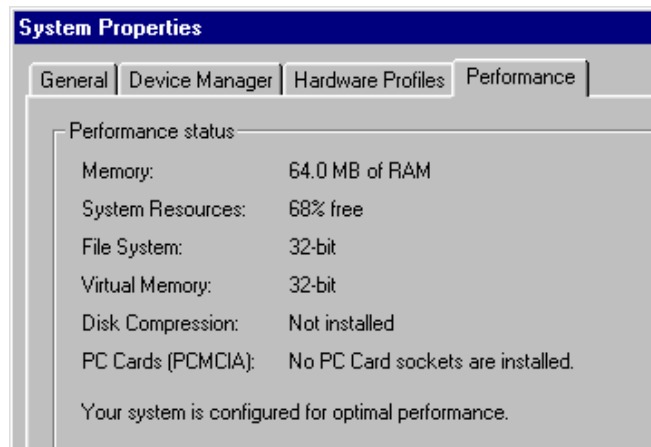 System Properties
General Device Manager Hardware Profiles Performance
Performance status
Memory: 64.0 MB of RAM
System Resources: 68% free
File System: 32-bit
Virtual Memory: 32-bit
Disk Compression: Not installed
PC Cards (PCMCIA): No PC Card sockets are installed.
Your system is configured for optimal performance.